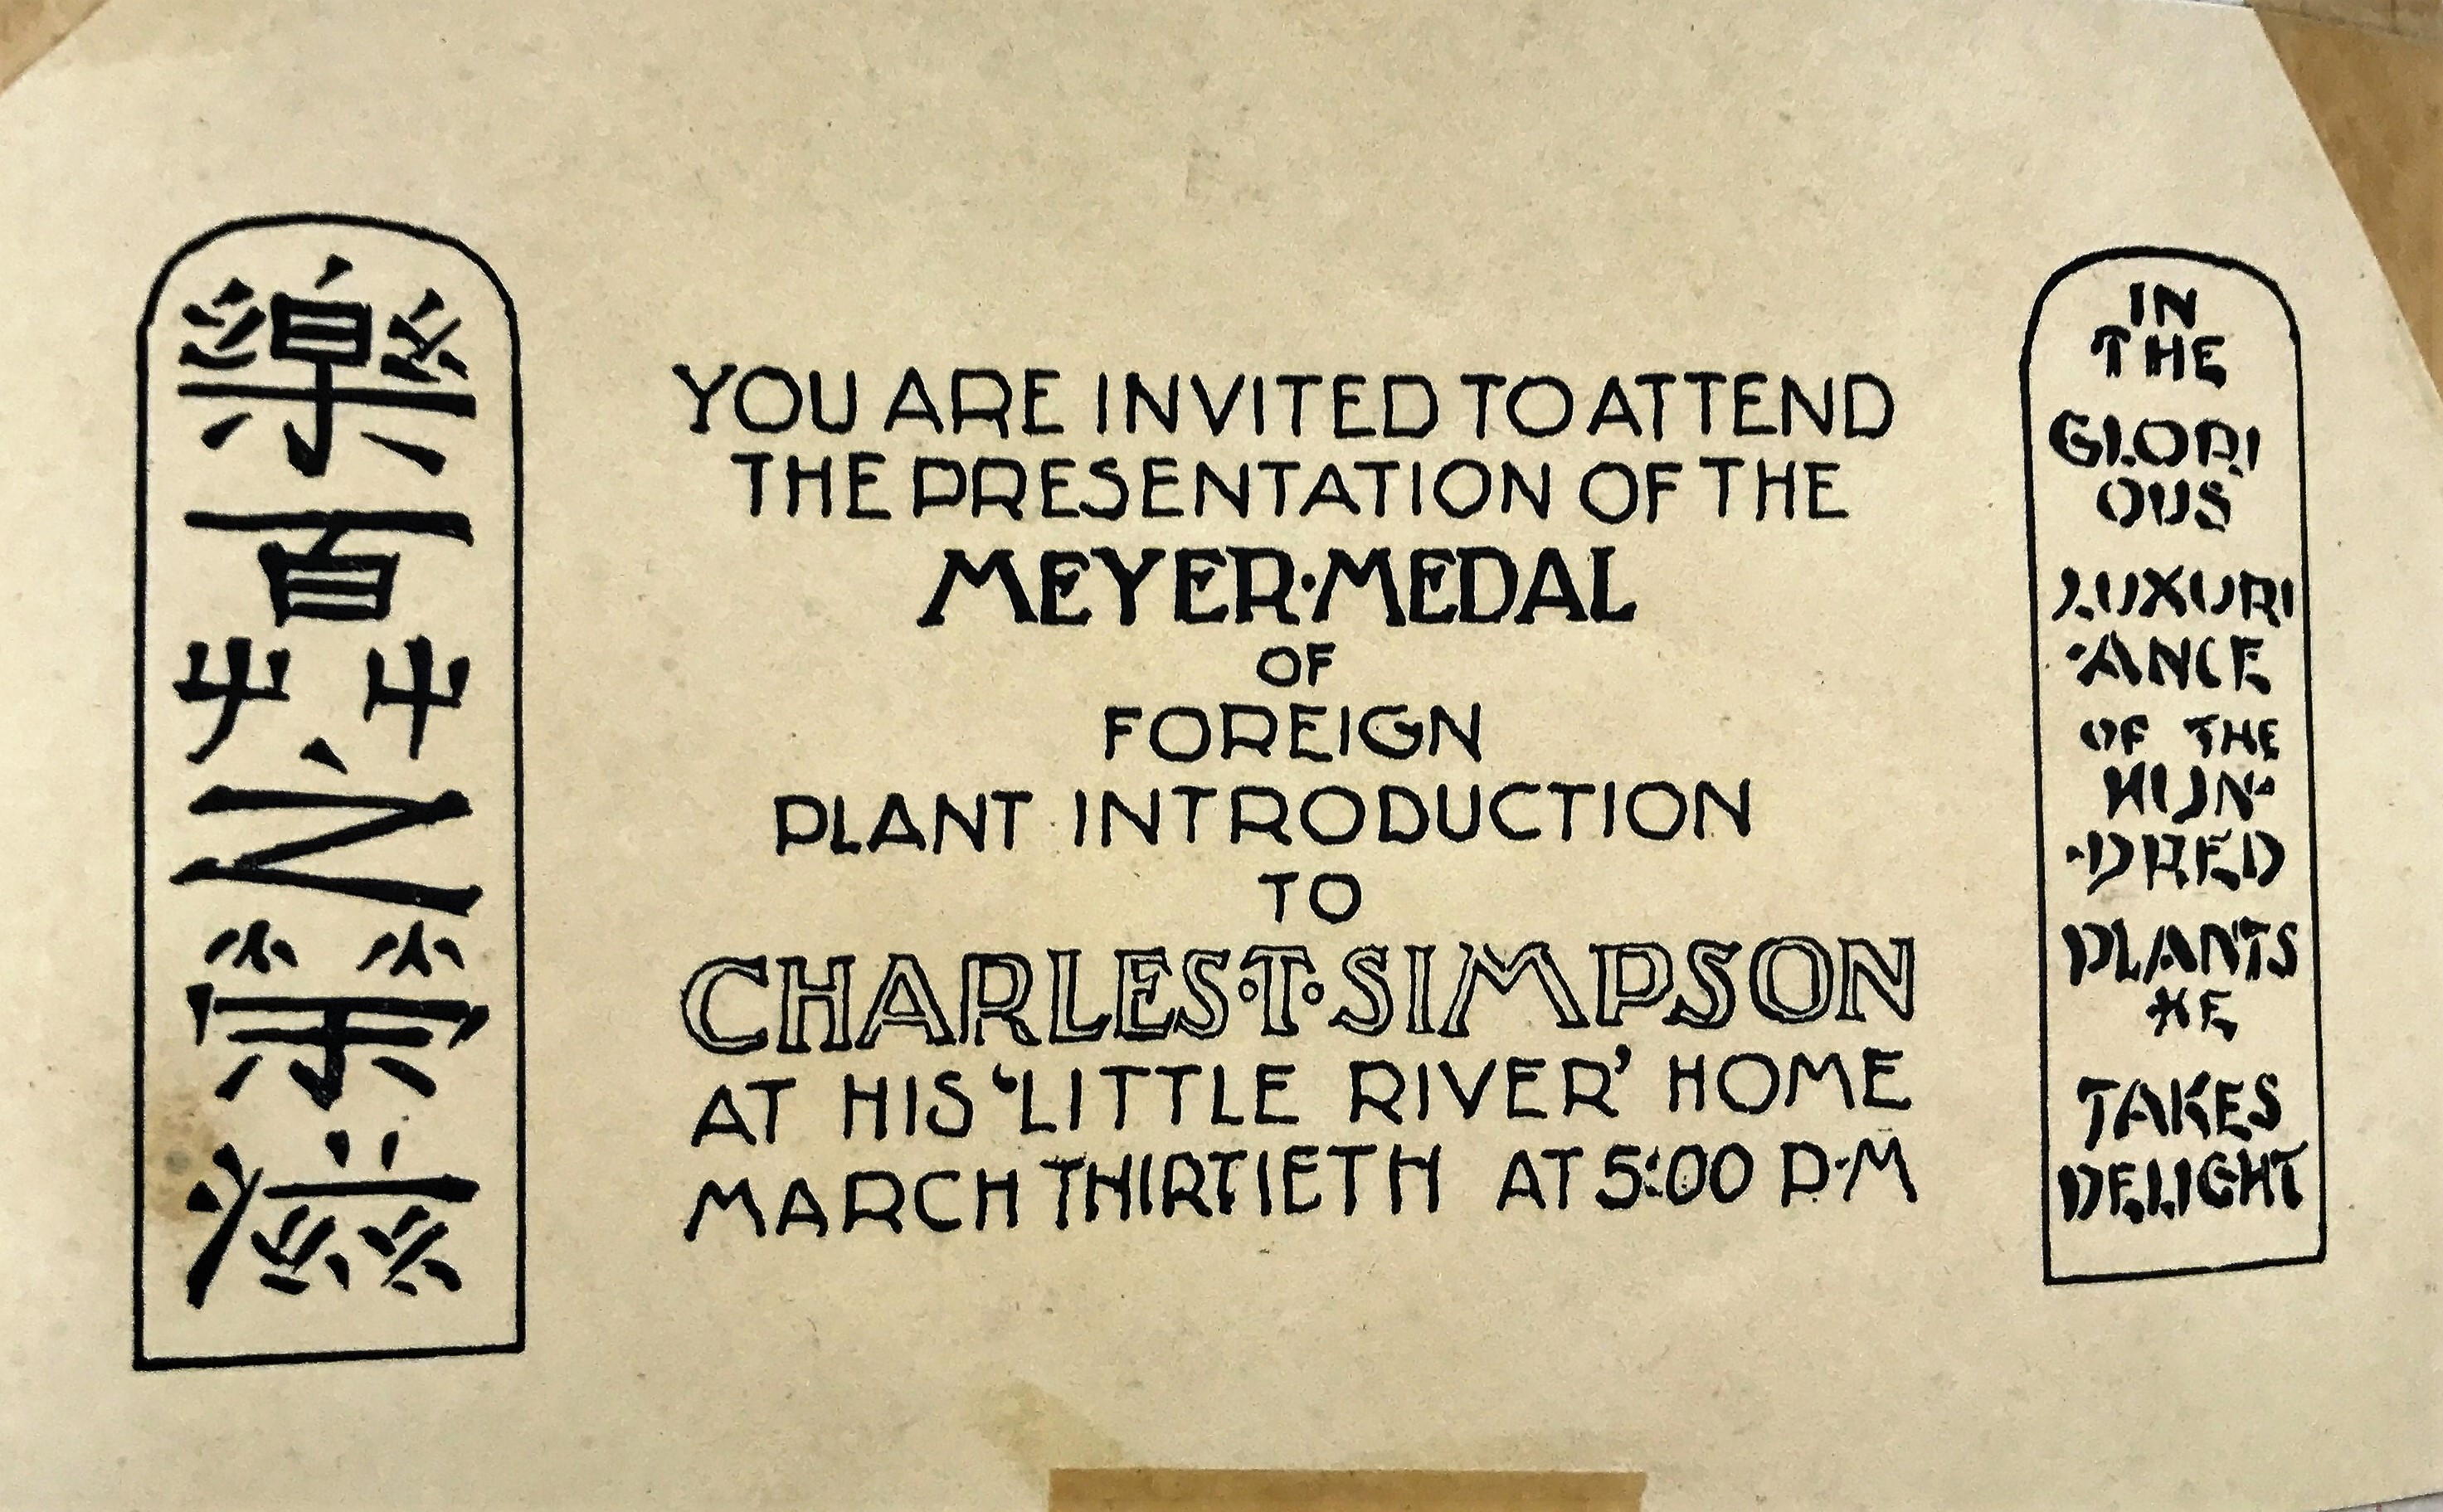 樂百艸之榮滋
YOU ARE INVITED TO ATTEND
THE PRESENTATION OF THE
MEYER·MEDAL
OF
FOREIGN
PLANT INTRODUCTION
TO
CHARLES·T·SIMPSON
AT HIS ‘LITTLE RIVER’ HOME
MARCH THIRTIETH AT 5:00 P·M
IN
THE
GLORI
OUS
LUXURI
·ANCE
OF THE
HUN-
·DRED
PLANTS
HE
TAKES
DELIGHT